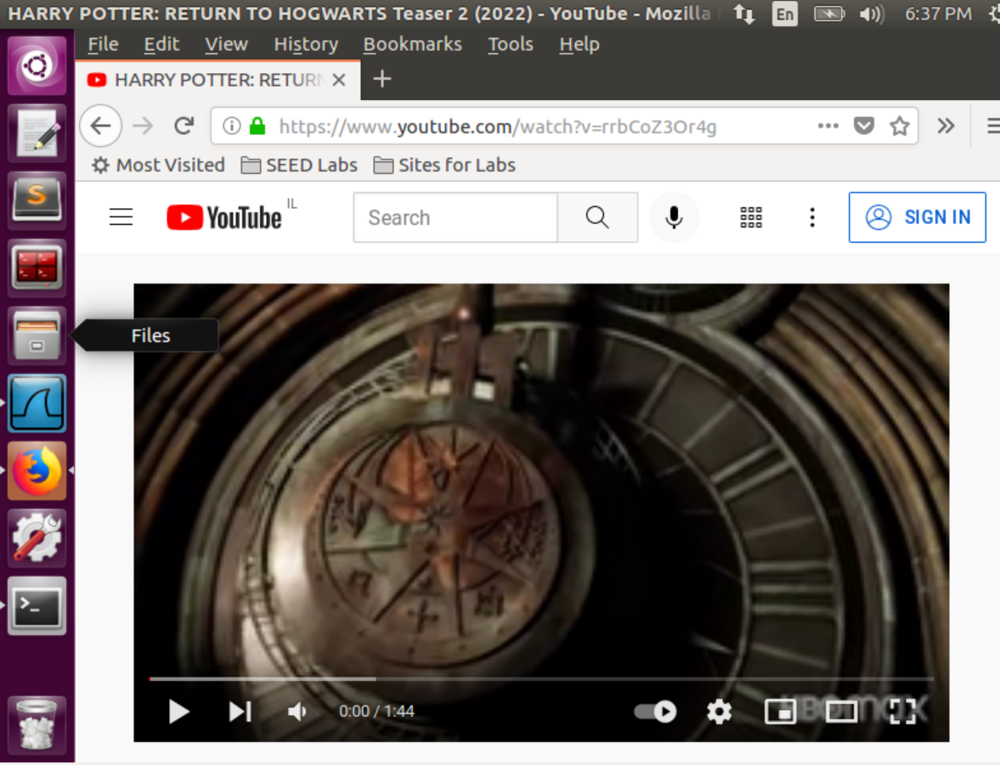 HARRY POTTER: RETURN TO HOGWARTS Teaser 2 (2022) - YouTube - Mozilla En 6:37 PM
File Edit View History Bookmarks Tools Help
HARRY POTTER: RETURN
https://www.youtube.com/watch?v=rrbCoZ3Or4g
Most Visited SEED Labs Sites for Labs
YouTube IL Search SIGN IN
Files
0:00 / 1:44